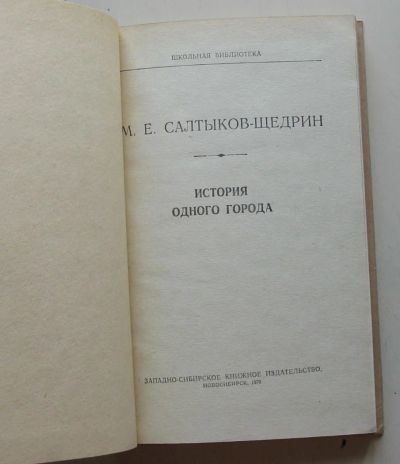 ШКОЛЬНАЯ БИБЛИОТЕКА
М. Е. САЛТЫКОВ-ЩЕДРИН
ИСТОРИЯ
ОДНОГО ГОРОДА
ЗАПАДНО-СИБИРСКОЕ КНИЖНОЕ ИЗДАТЕЛЬСТВО,
НОВОСИБИРСК,